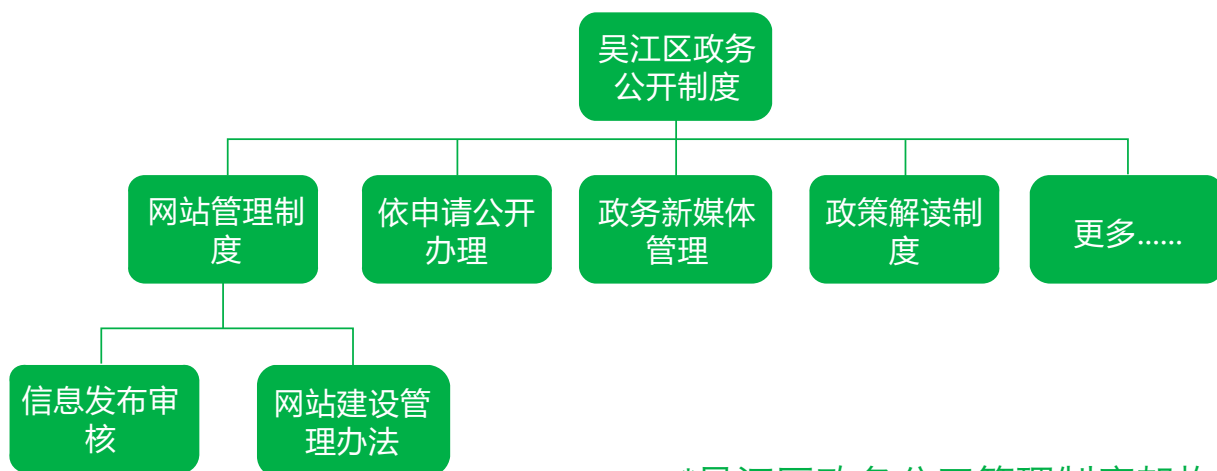 吴江区政务
公开制度
网站管理制
度
依申请公开
办理
政务新媒体
管理
政策解读制
度
更多......
信息发布审
核
网站建设管
理办法